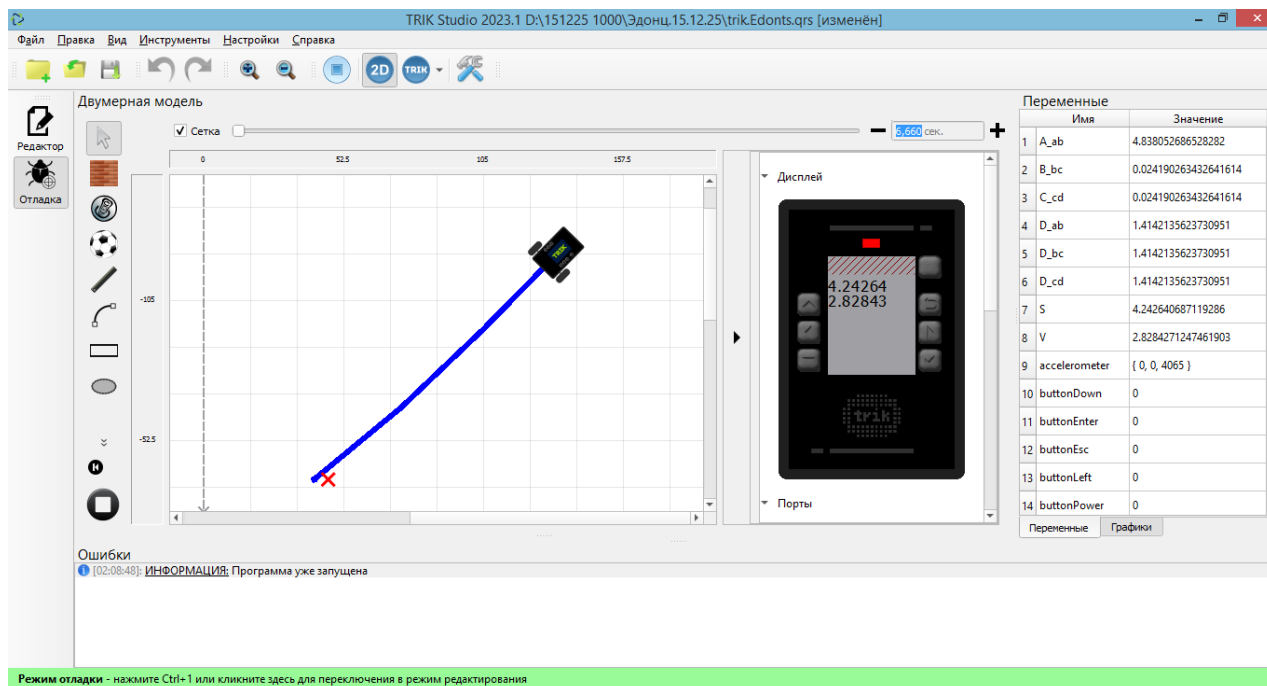 TRIK Studio 2023.1 D:\151225 1000\Эдонц.15.12.25\trik.Edonts.qrs [изменён]
Файл Правка Вид Инструменты Настройки Справка
2D TRIK
Редактор
Отладка
Двумерная модель
Сетка
6,660 сек.
0 52.5 105 157.5
-105
-52.5
TRIK
Дисплей
4.24264
2.82843
trik
Порты
Переменные
Имя Значение
1 A_ab 4.838052686528282
2 B_bc 0.024190263432641614
3 C_cd 0.024190263432641614
4 D_ab 1.4142135623730951
5 D_bc 1.4142135623730951
6 D_cd 1.4142135623730951
7 S 4.242640687119286
8 V 2.8284271247461903
9 accelerometer { 0, 0, 4065 }
10 buttonDown 0
11 buttonEnter 0
12 buttonEsc 0
13 buttonLeft 0
14 buttonPower 0
Переменные Графики
Ошибки
[02:08:48]: ИНФОРМАЦИЯ: Программа уже запущена
Режим отладки - нажмите Ctrl+1 или кликните здесь для переключения в режим редактирования